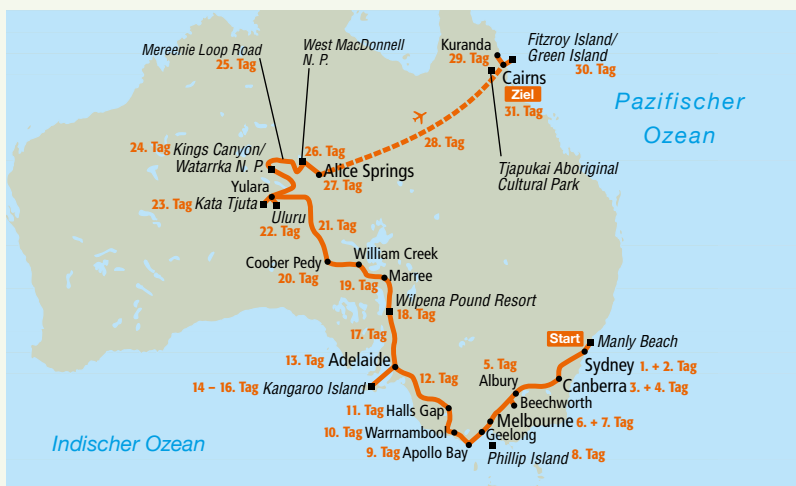 Mereenie Loop Road
25. Tag
West MacDonnell
N. P.
Kuranda
29. Tag
Fitzroy Island/
Green Island
30. Tag
Cairns
Ziel
31. Tag
Pazifischer
Ozean
28. Tag
Tjapukai Aboriginal
Cultural Park
24. Tag Kings Canyon/
Watarrka N. P.
26. Tag
Alice Springs
27. Tag
Yulara
23. Tag Kata Tjuta
Uluru
22. Tag
21. Tag
Coober Pedy
20. Tag
William Creek
19. Tag
Marree
Wilpena Pound Resort
18. Tag
17. Tag
13. Tag Adelaide
14 – 16. Tag Kangaroo Island
12. Tag
11. Tag Halls Gap
10. Tag Warrnambool
9. Tag Apollo Bay
Start
Manly Beach
Sydney 1. + 2. Tag
Canberra 3. + 4. Tag
5. Tag
Albury
Beechworth
Melbourne 6. + 7. Tag
Geelong
Phillip Island 8. Tag
Indischer Ozean